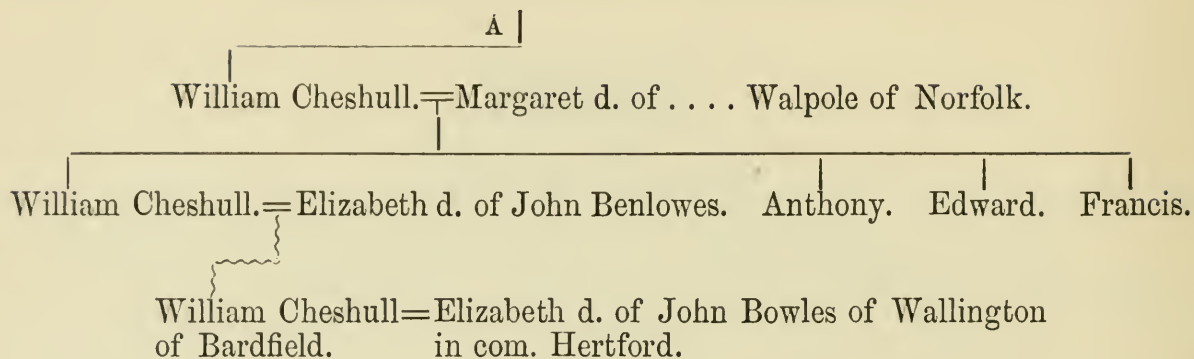 A
William Cheshull.=Margaret d. of .... Walpole of Norfolk.
William Cheshull.=Elizabeth d. of John Benlowes. Anthony. Edward. Francis.
William Cheshull=Elizabeth d. of John Bowles of Wallington
of Bardfield. in com. Hertford.